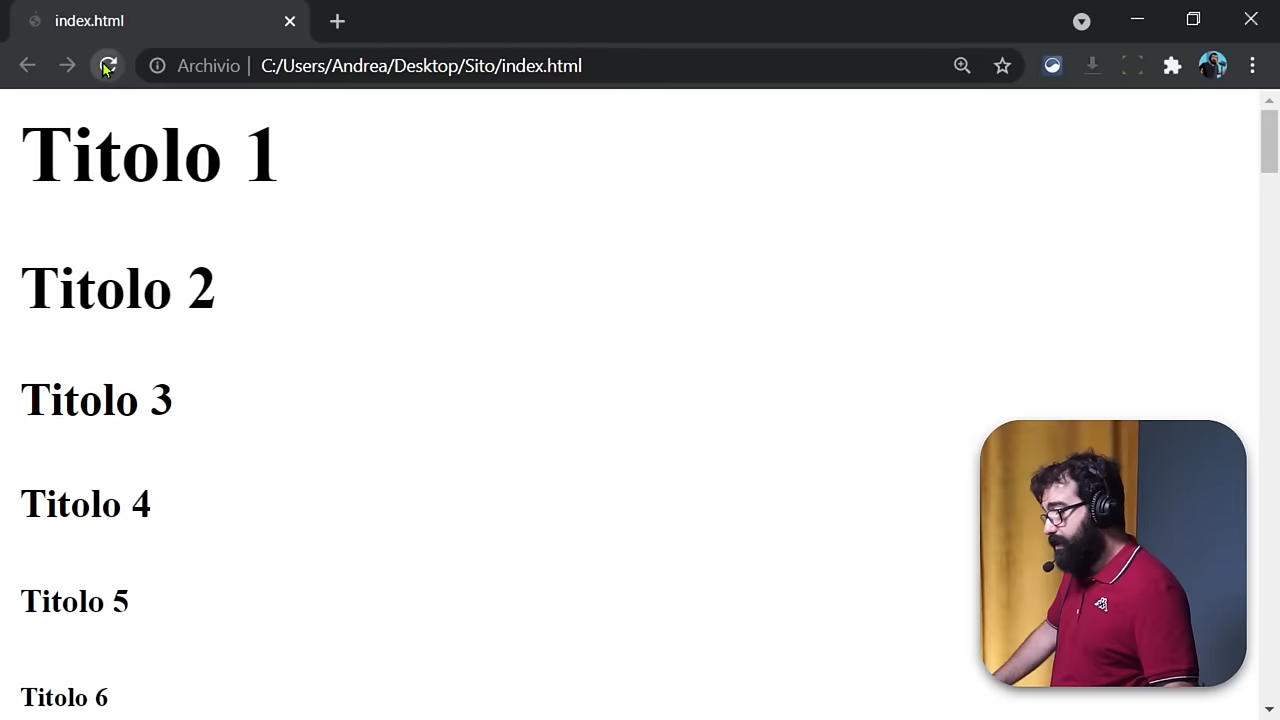 index.html
Archivio | C:/Users/Andrea/Desktop/Sito/index.html
Titolo 1
Titolo 2
Titolo 3
Titolo 4
Titolo 5
Titolo 6